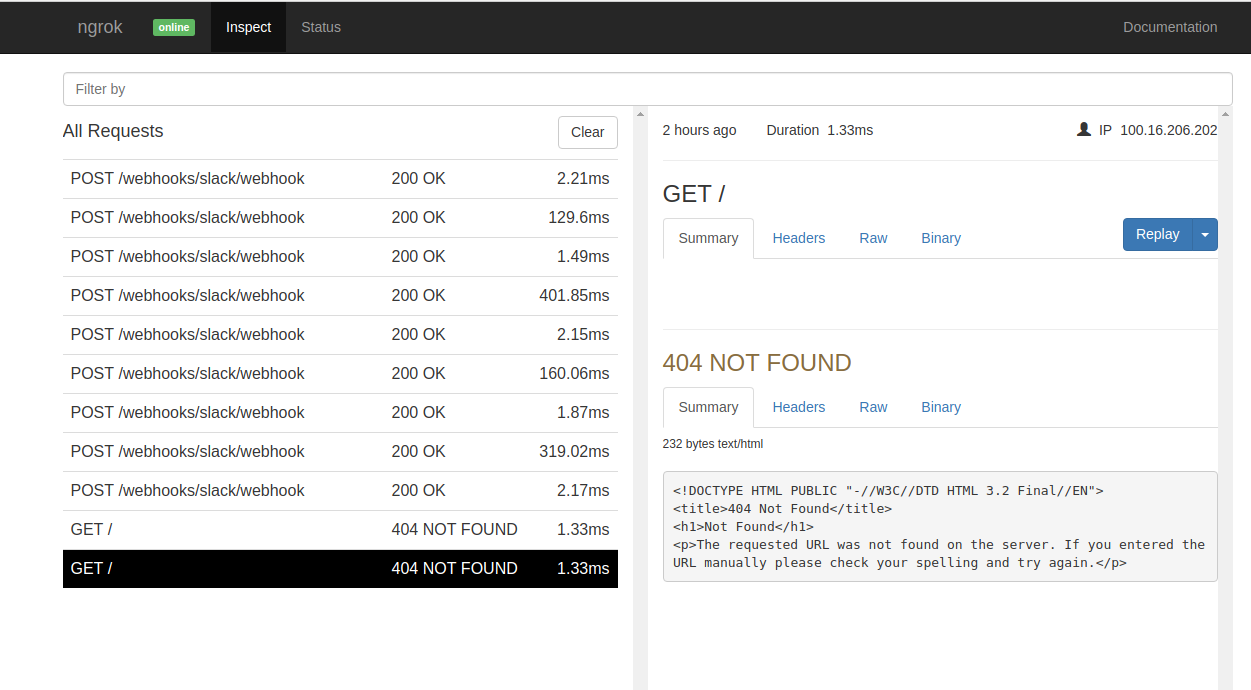 ngrok online Inspect Status Documentation
Filter by
All Requests Clear
POST /webhooks/slack/webhook 200 OK 2.21ms
POST /webhooks/slack/webhook 200 OK 129.6ms
POST /webhooks/slack/webhook 200 OK 1.49ms
POST /webhooks/slack/webhook 200 OK 401.85ms
POST /webhooks/slack/webhook 200 OK 2.15ms
POST /webhooks/slack/webhook 200 OK 160.06ms
POST /webhooks/slack/webhook 200 OK 1.87ms
POST /webhooks/slack/webhook 200 OK 319.02ms
POST /webhooks/slack/webhook 200 OK 2.17ms
GET / 404 NOT FOUND 1.33ms
GET / 404 NOT FOUND 1.33ms
2 hours ago Duration 1.33ms IP 100.16.206.202
GET /
Summary Headers Raw Binary Replay
404 NOT FOUND
Summary Headers Raw Binary
232 bytes text/html
<!DOCTYPE HTML PUBLIC "-//W3C//DTD HTML 3.2 Final//EN">
<title>404 Not Found</title>
<h1>Not Found</h1>
<p>The requested URL was not found on the server. If you entered the
URL manually please check your spelling and try again.</p>